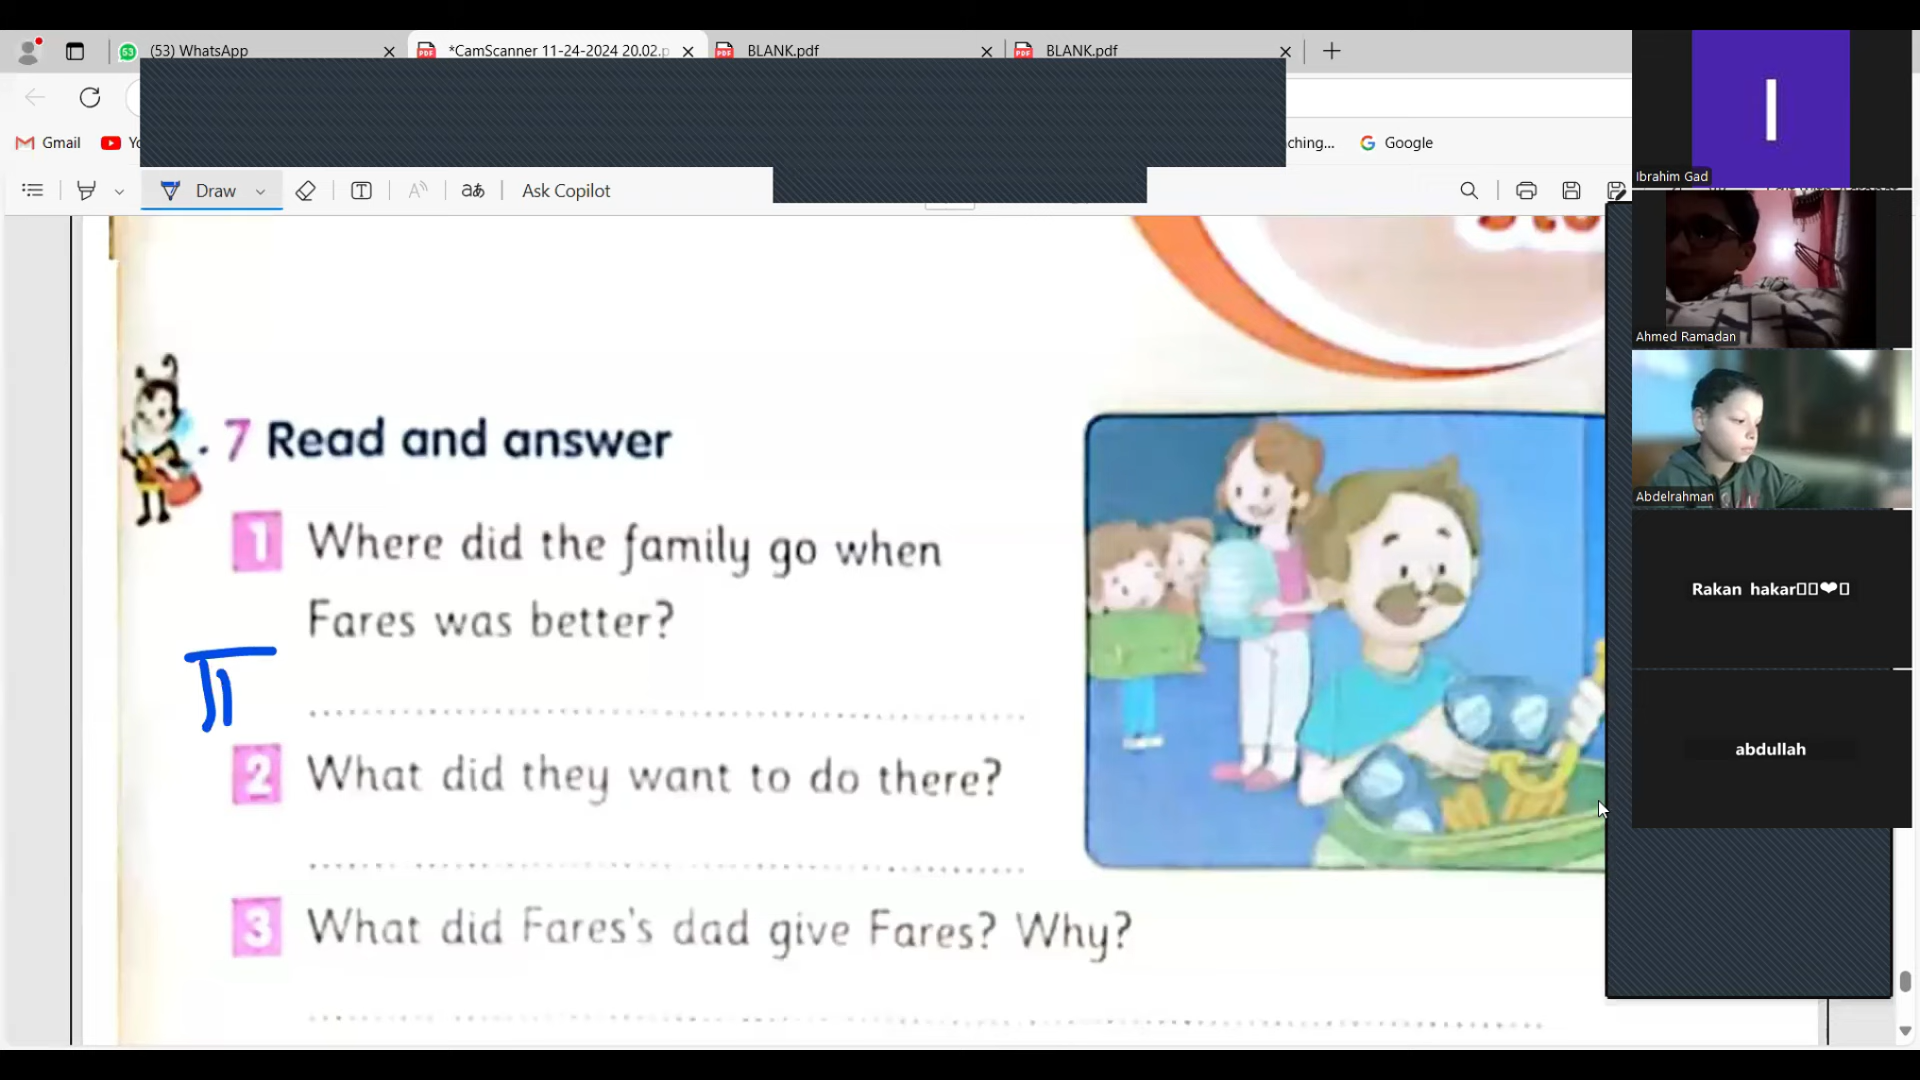 (53) WhatsApp
*CamScanner 11-24-2024 20.02.p
BLANK.pdf
BLANK.pdf
Gmail
ching...
Google
Draw
Ask Copilot
7 Read and answer
1 Where did the family go when
Fares was better?
2 What did they want to do there?
3 What did Fares's dad give Fares? Why?
I
Ibrahim Gad
Ahmed Ramadan
Abdelrahman
Rakan hakar❤
abdullah